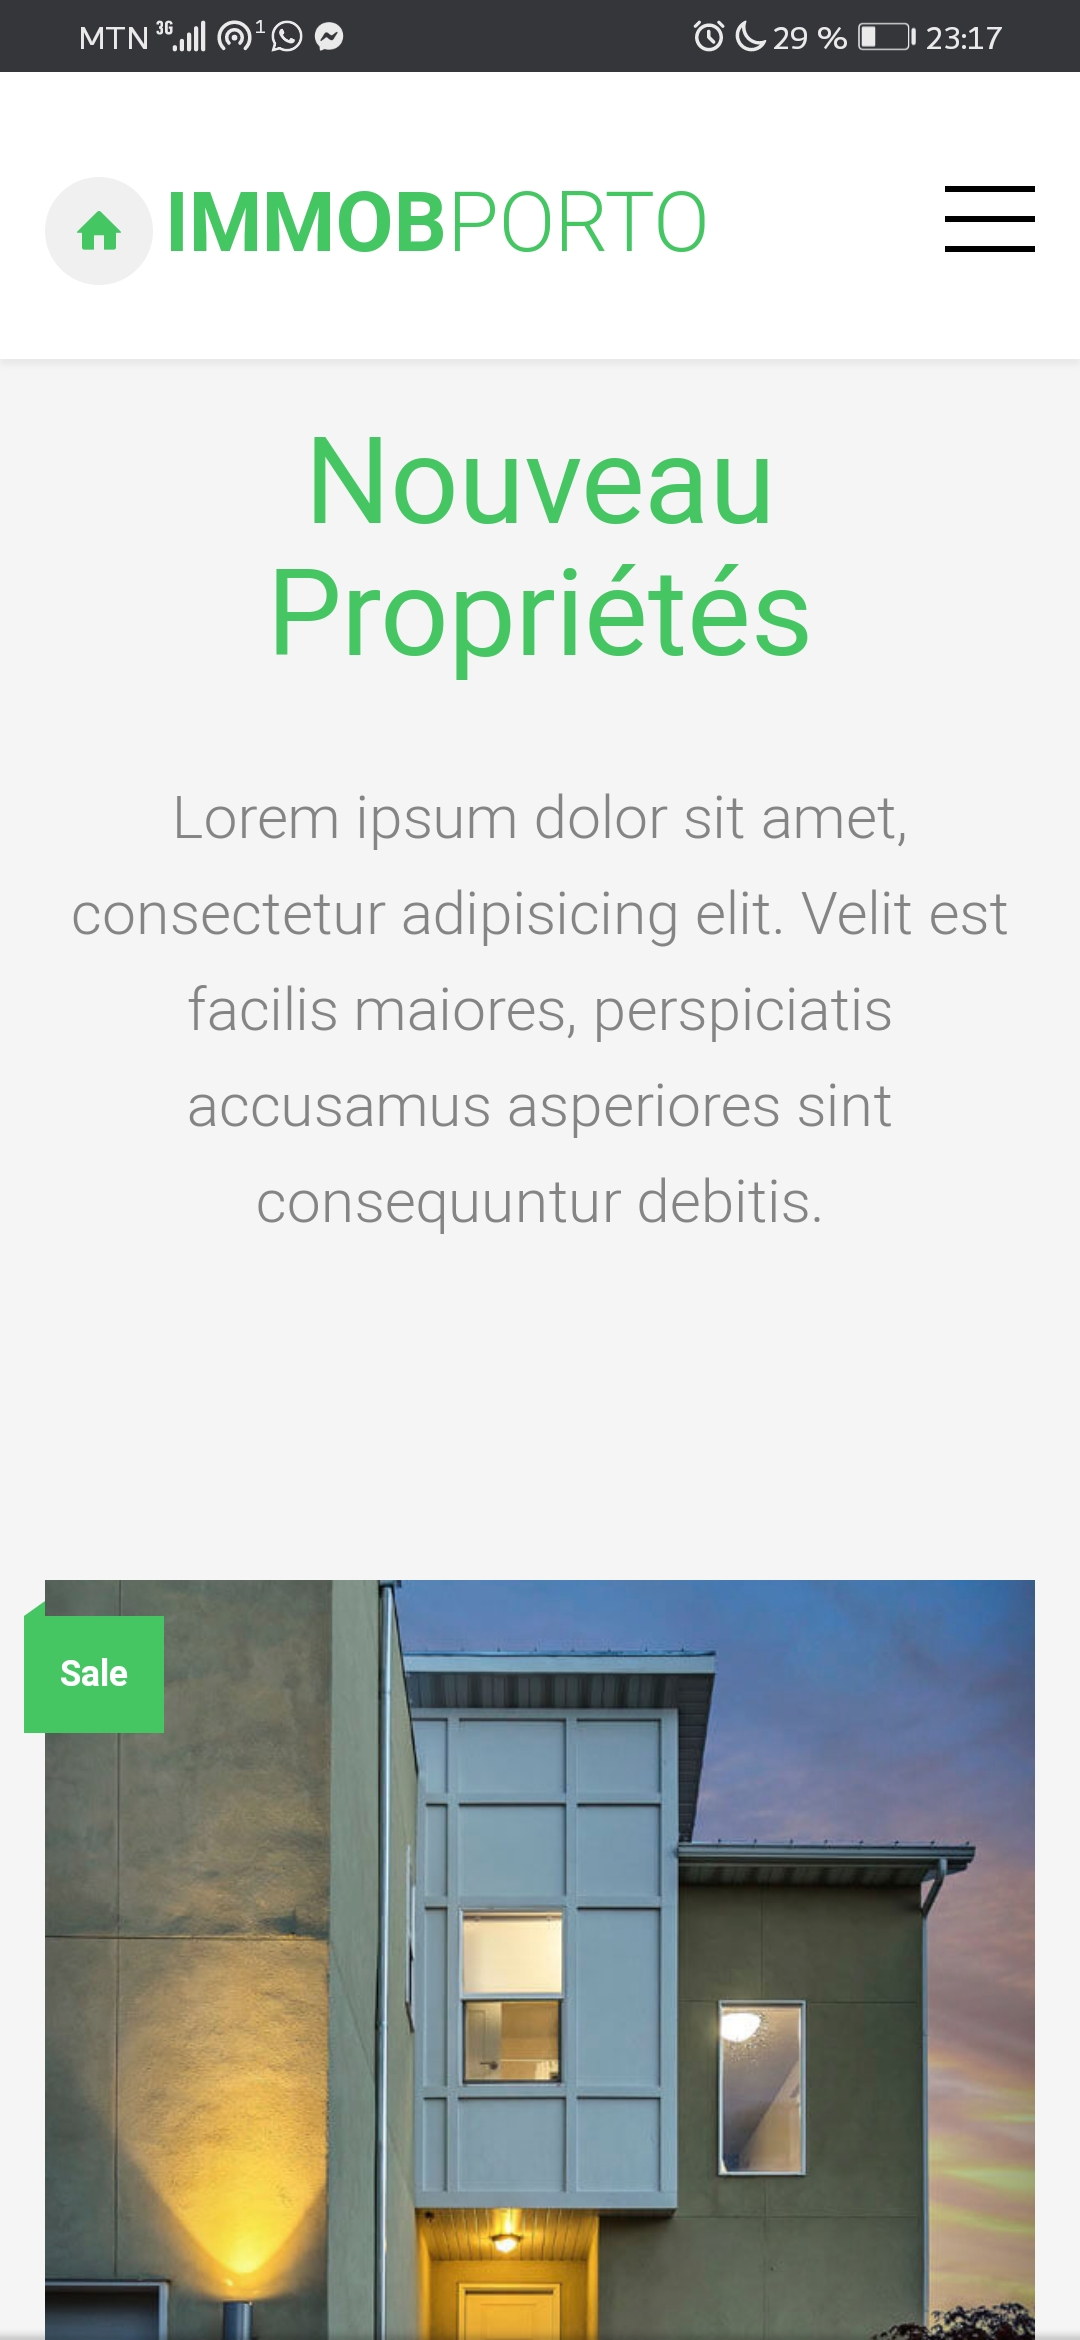 MTN 3G 1 29 % 23:17
IMMOBPORTO
Nouveau
Propriétés
Lorem ipsum dolor sit amet,
consectetur adipisicing elit. Velit est
facilis maiores, perspiciatis
accusamus asperiores sint
consequuntur debitis.
Sale